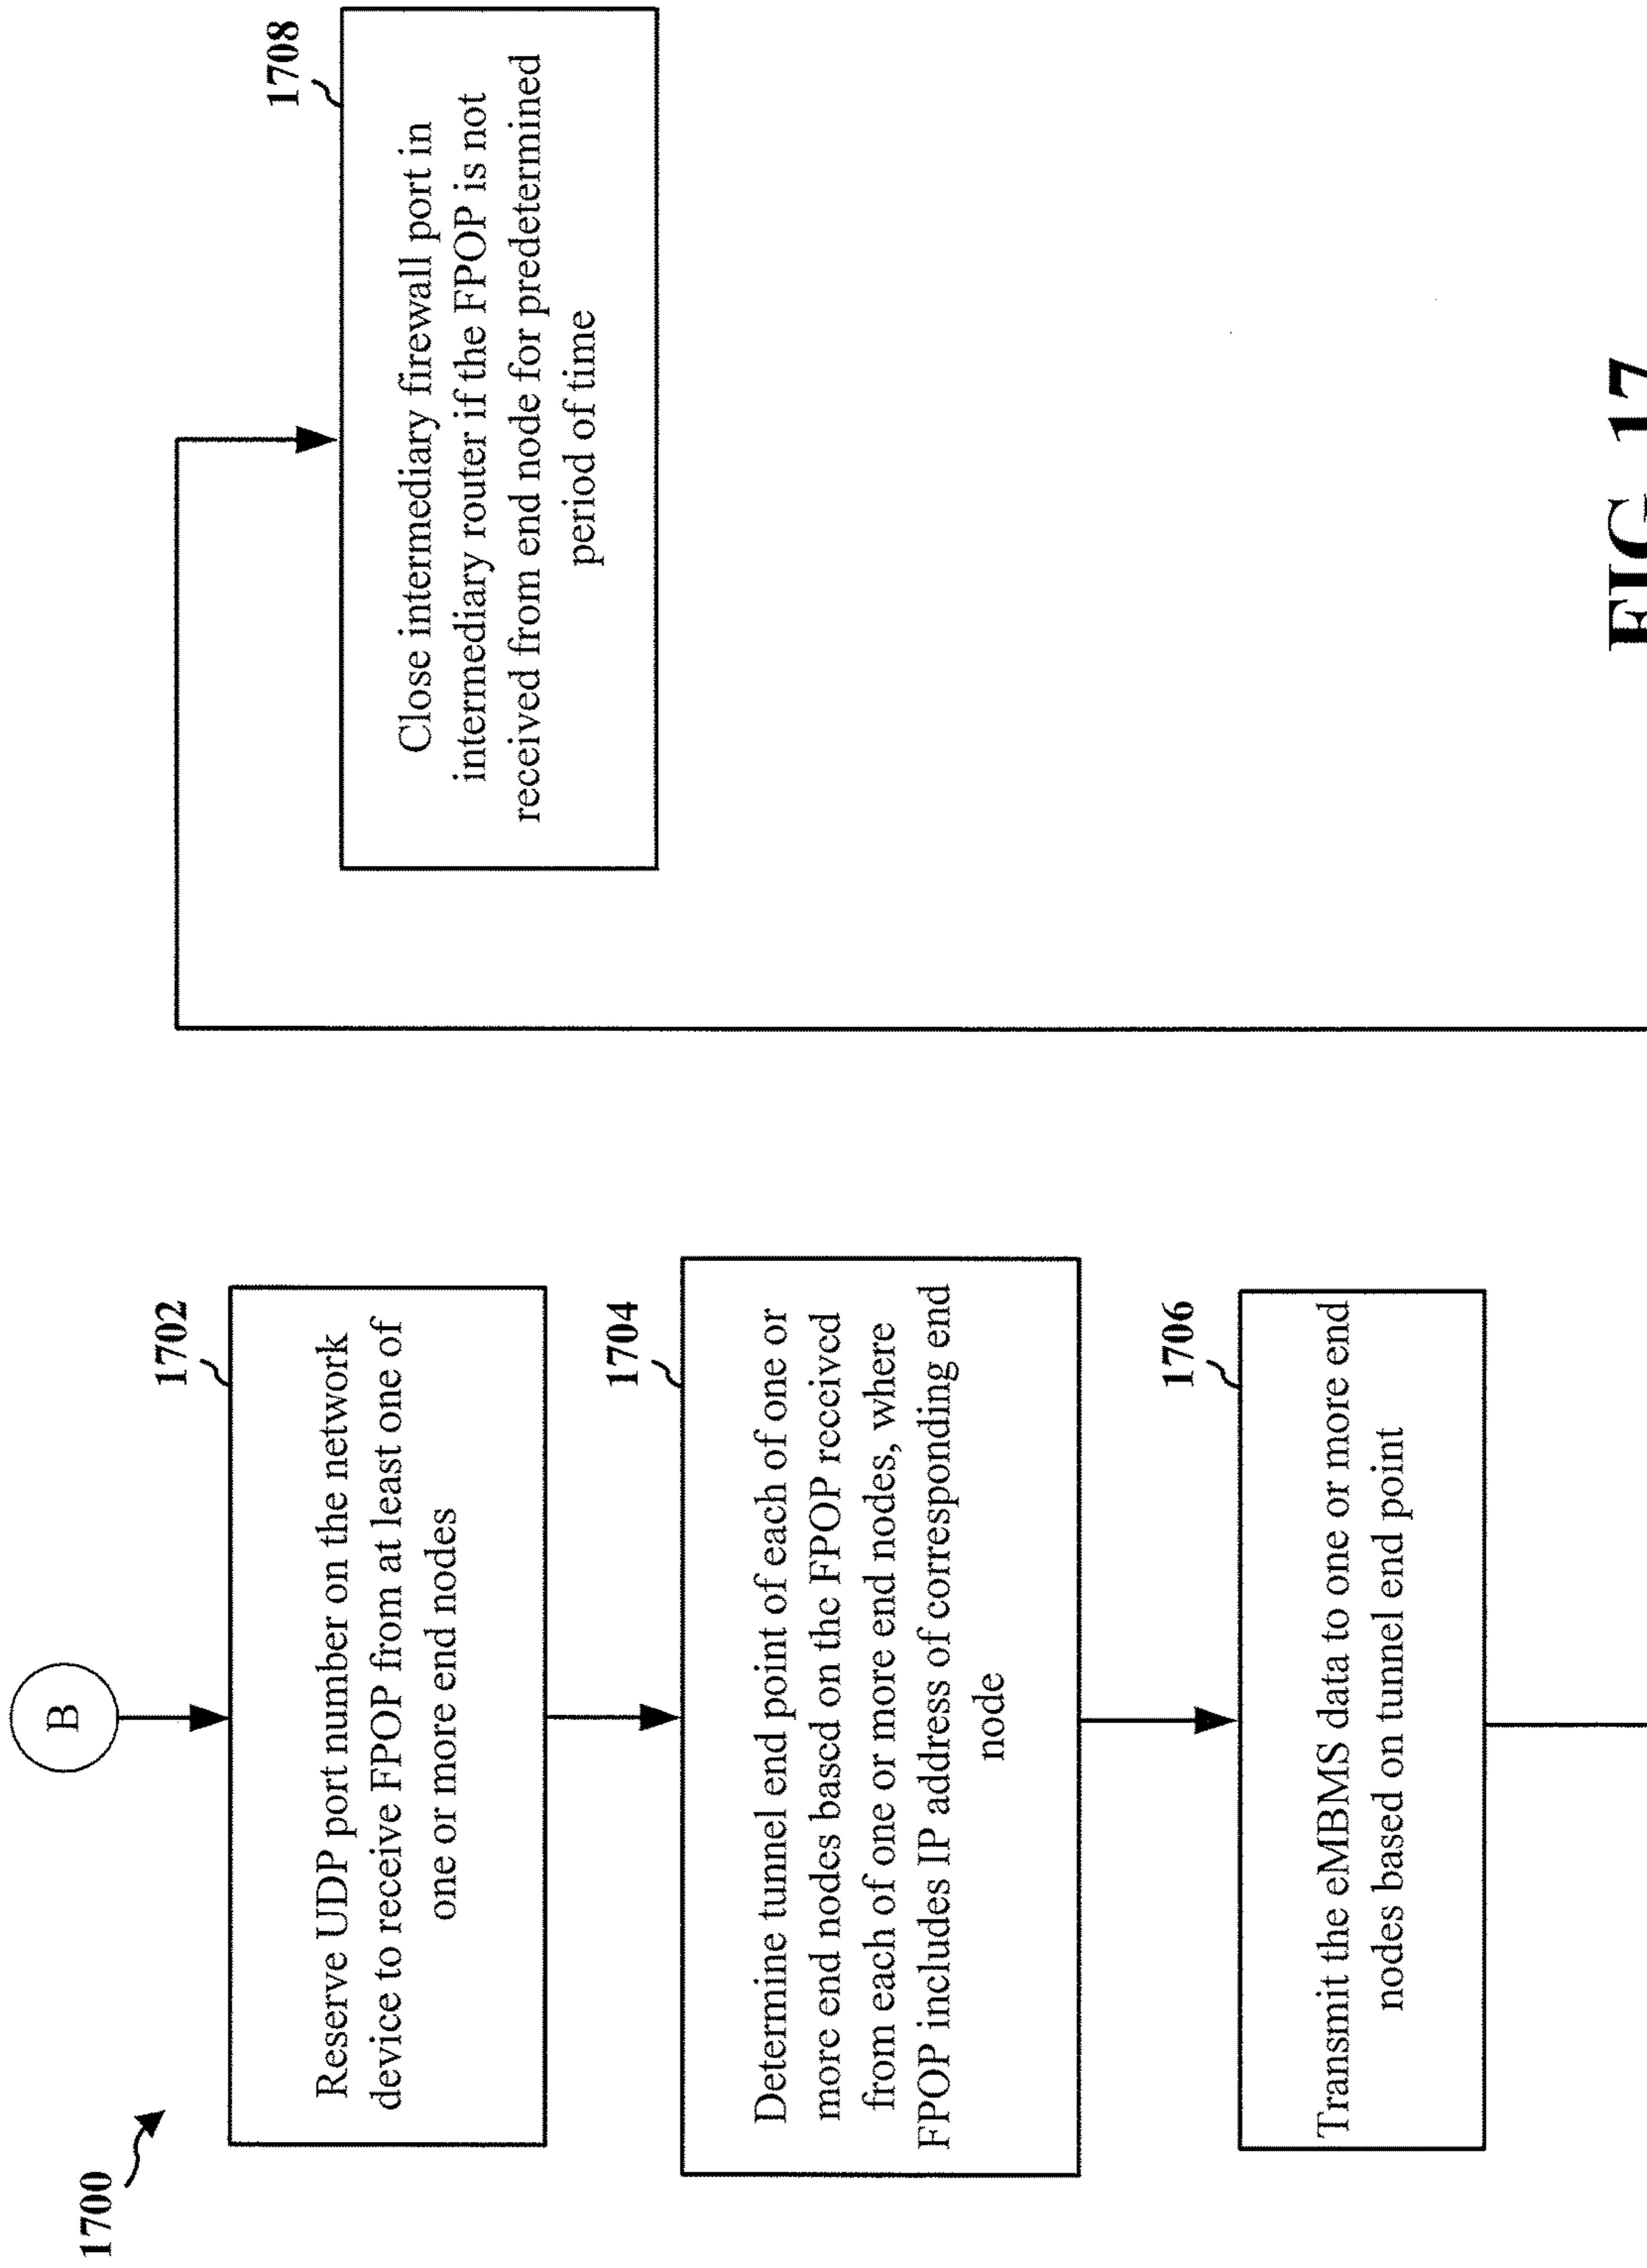 1700
B
1702
Reserve UDP port number on the network
device to receive FPOP from at least one of
one or more end nodes
1704
Determine tunnel end point of each of one or
more end nodes based on the FPOP received
from each of one or more end nodes, where
FPOP includes IP address of corresponding end
node
1706
Transmit the eMBMS data to one or more end
nodes based on tunnel end point
1708
Close intermediary firewall port in
intermediary router if the FPOP is not
received from end node for predetermined
period of time
FIG. 17